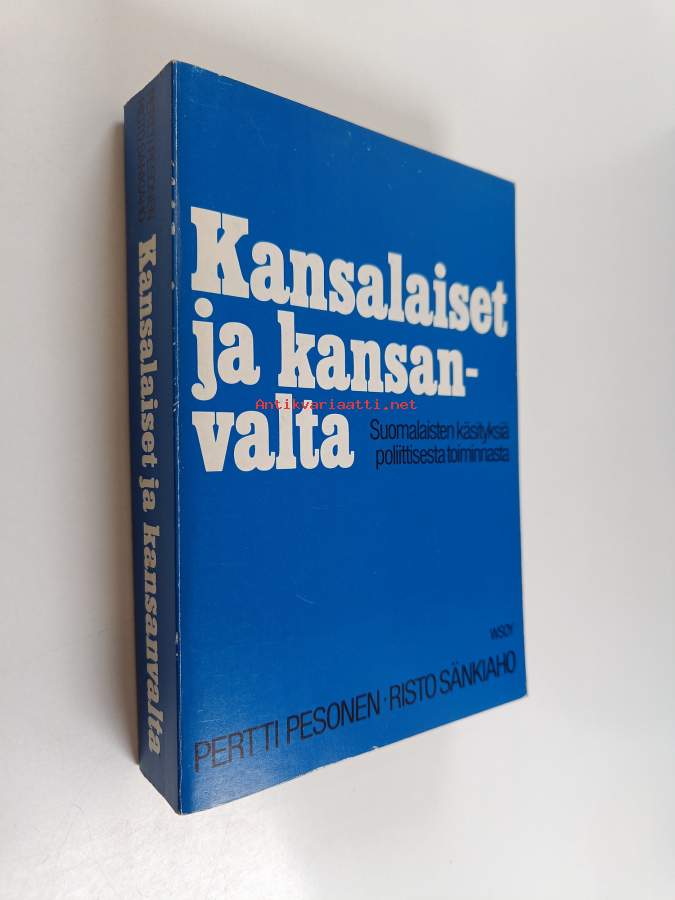 Kansalaiset
ja kansan-
valta
Suomalaisten käsityksiä
poliittisesta toiminnasta
WSOY
PERTTI PESONEN · RISTO SÄNKIAHO
Kansalaiset ja kansanvalta
Antikvariaatti.net